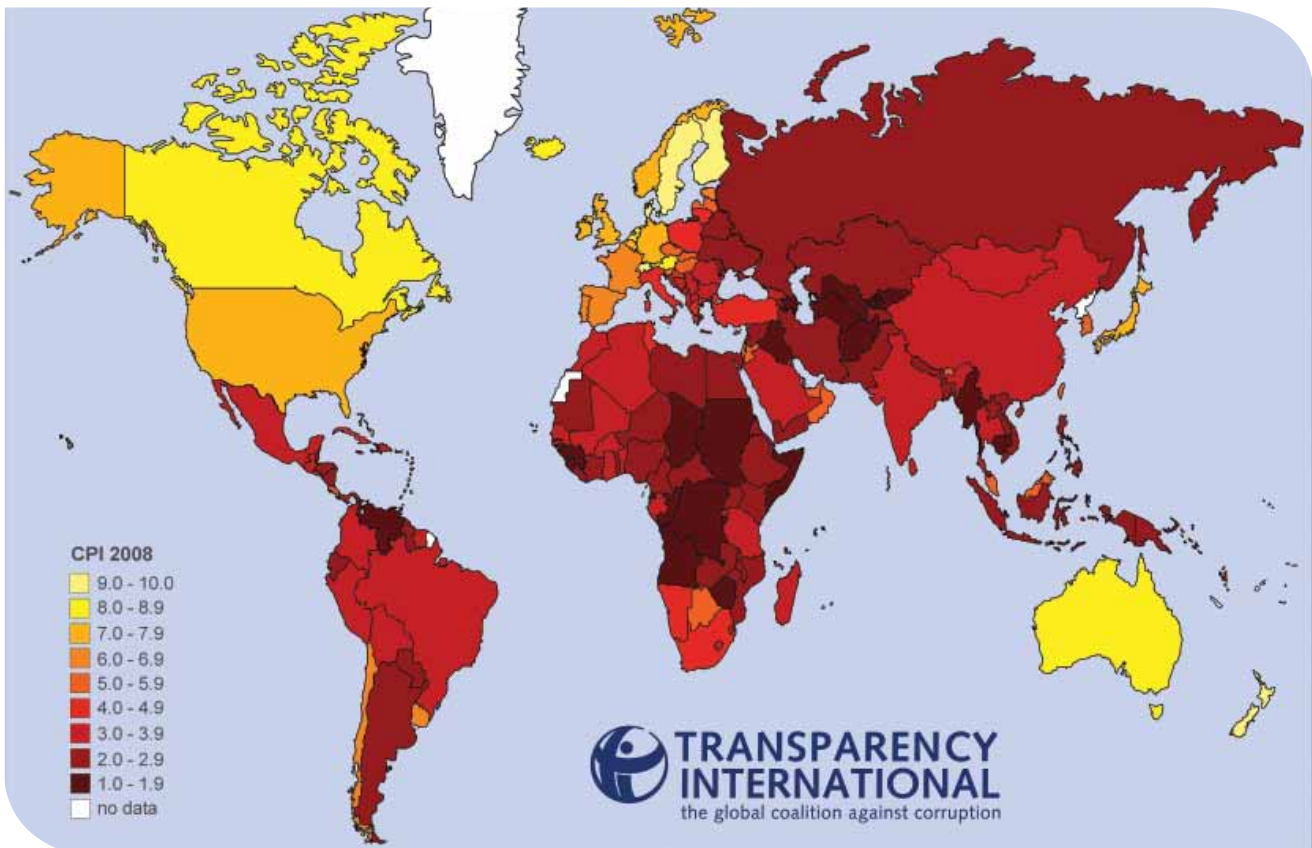 CPI 2008
9.0 - 10.0
8.0 - 8.9
7.0 - 7.9
6.0 - 6.9
5.0 - 5.9
4.0 - 4.9
3.0 - 3.9
2.0 - 2.9
1.0 - 1.9
no data
TRANSPARENCY
INTERNATIONAL
the global coalition against corruption